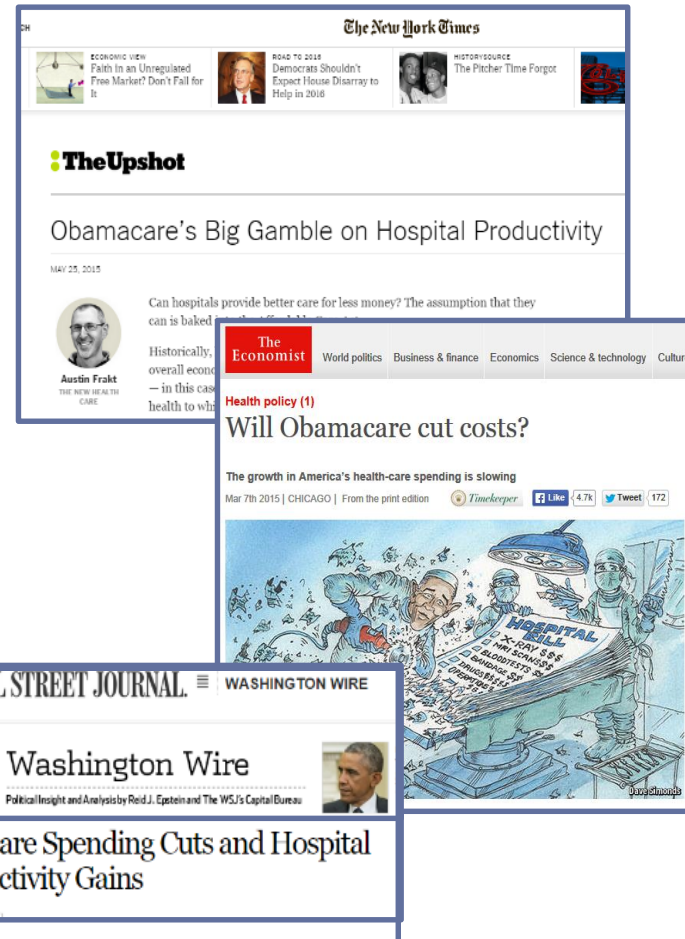 CH
The New York Times
ECONOMIC VIEW
Faith in an Unregulated
Free Market? Don't Fall for
It
ROAD TO 2016
Democrats Shouldn't
Expect House Disarray to
Help in 2016
HISTORYSOURCE
The Pitcher Time Forgot
TheUpshot
Obamacare's Big Gamble on Hospital Productivity
MAY 25, 2015
Austin Frakt
THE NEW HEALTH
CARE
Can hospitals provide better care for less money? The assumption that they
can is baked
Historically,
overall econo
— in this cas
health to whi
The
Economist
World politics Business & finance Economics Science & technology Cultur
Health policy (1)
Will Obamacare cut costs?
The growth in America's health-care spending is slowing
Mar 7th 2015 | CHICAGO | From the print edition Timekeeper Like 4.7k Tweet 172
HOSPITAL
BILL
X-RAY $$
MRI SCANS$$
BLOODTESTS $$
BANDAGE $$
DRUGS$$$$
OPERATION
Dave Simonds
L STREET JOURNAL. WASHINGTON WIRE
Washington Wire
Political Insight and Analysis by Reid J. Epstein and The WSJ's Capital Bureau
are Spending Cuts and Hospital
ctivity Gains